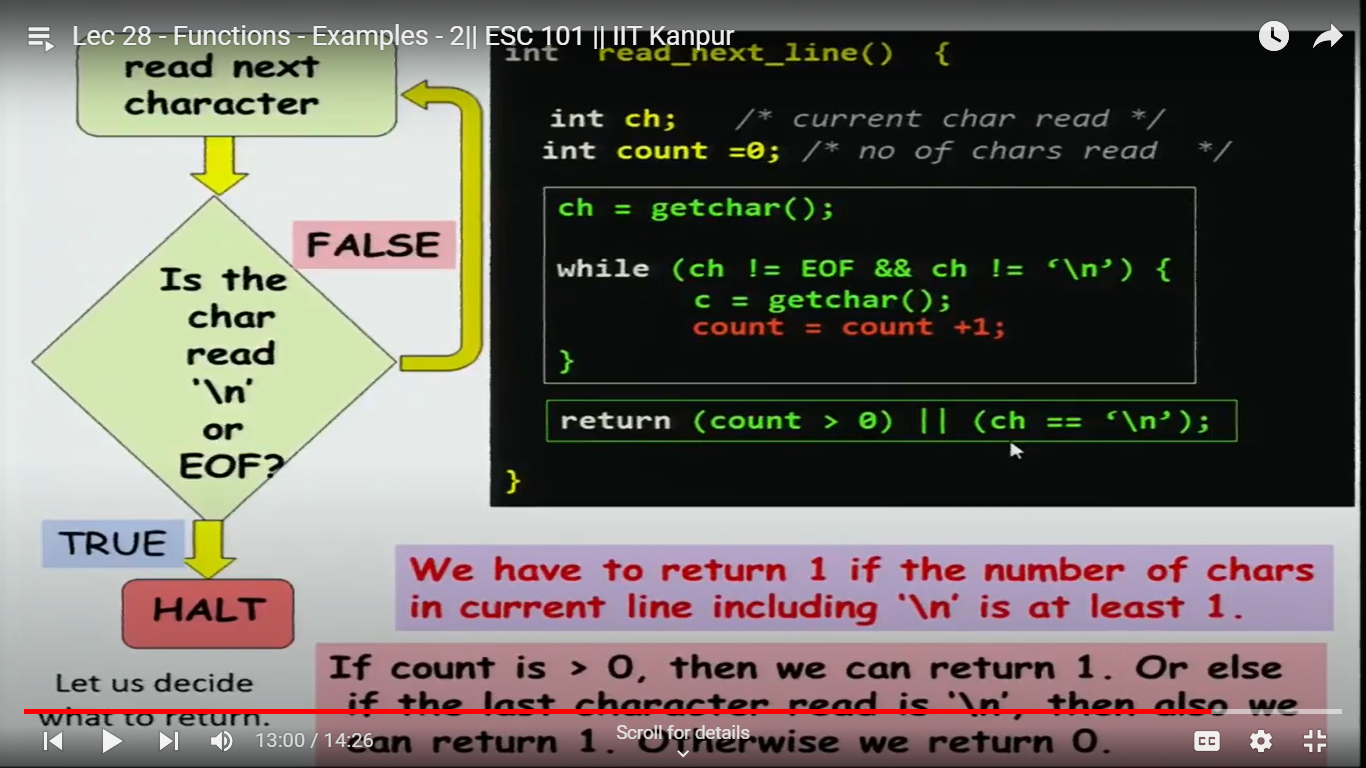 Lec 28 - Functions - Examples - 2|| ESC 101 || IIT Kanpur
read next
character
FALSE
Is the
char
read
'\n'
or
EOF?
TRUE
HALT
Let us decide
what to return.
int read_next_line() {
int ch; /* current char read */
int count =0; /* no of chars read */
ch = getchar();
while (ch != EOF && ch != ‘\n’) {
c = getchar();
count = count +1;
}
return (count > 0) || (ch == ‘\n’);
}
We have to return 1 if the number of chars
in current line including '\n' is at least 1.
If count is > 0, then we can return 1. Or else
if the last character read is '\n', then also we
can return 1. Otherwise we return 0.
13:00 / 14:26
Scroll for details
CC